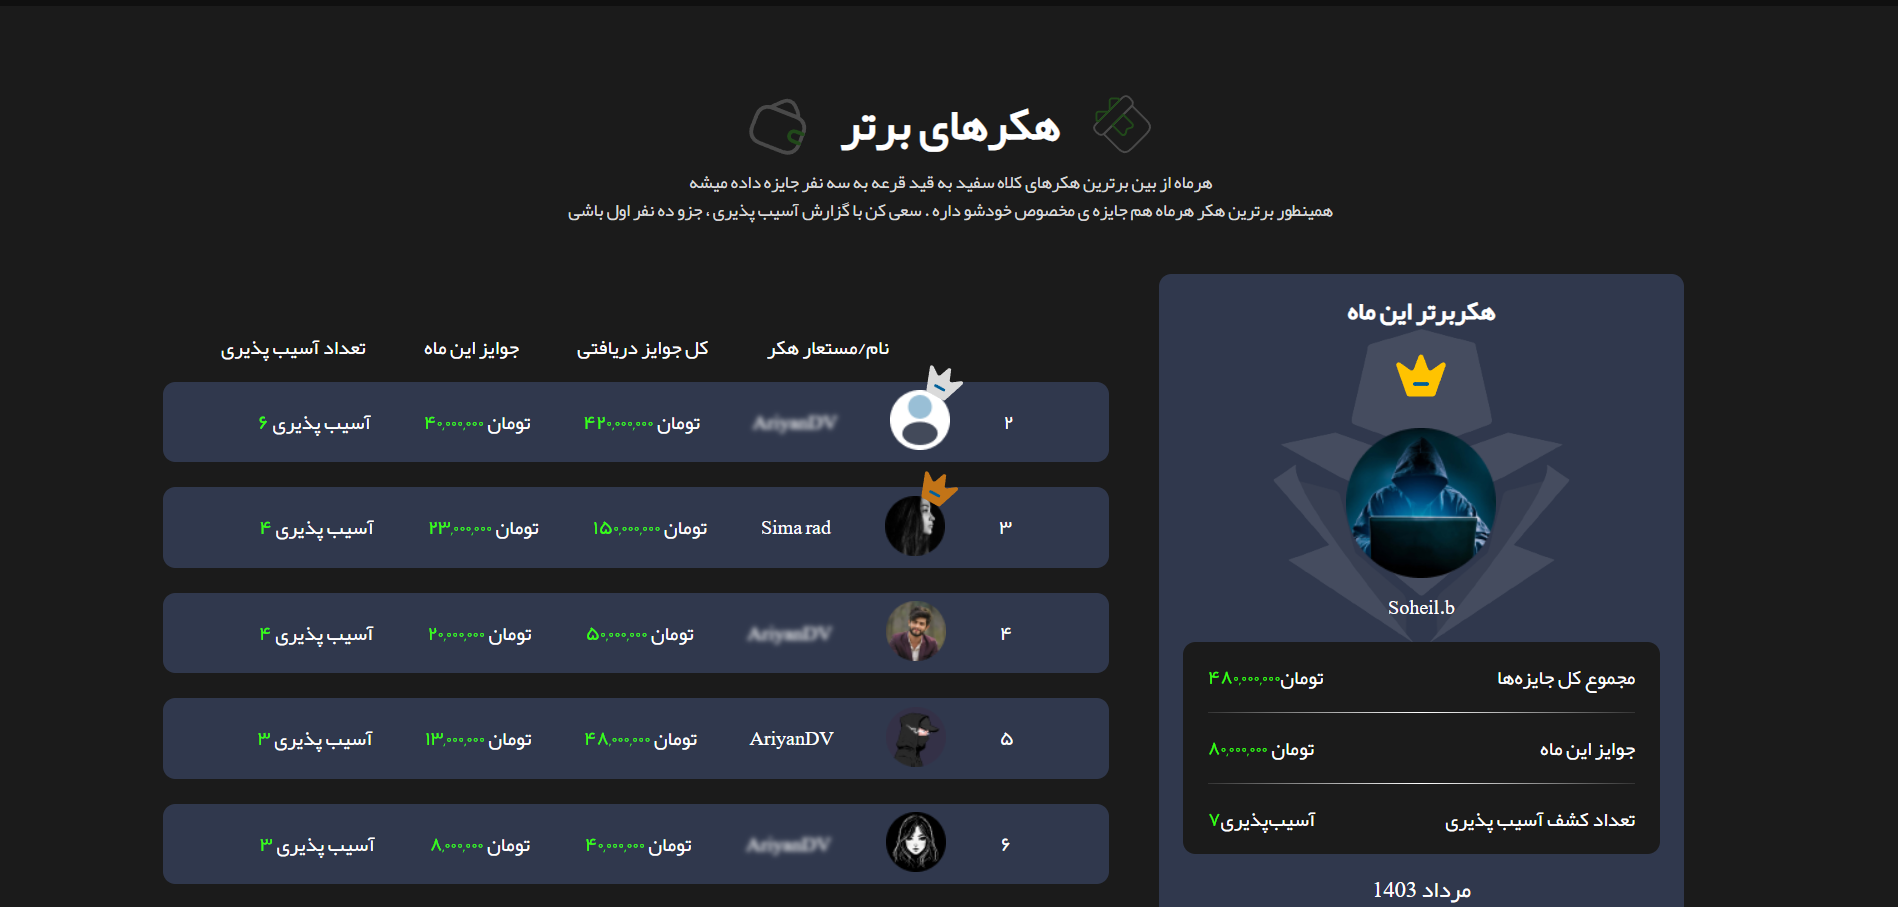 هکرهای برتر
هرماه از بین برترین هکرهای کلاه سفید به قید قرعه به سه نفر جایزه داده میشه
همینطور برترین هکر هرماه هم جایزه ی مخصوص خودشو داره . سعی کن با گزارش آسیب پذیری ، جزو ده نفر اول باشی
هکربرتر این ماه
Soheil.b
مجموع کل جایزه‌ها تومان۴۸۰,۰۰۰,۰۰۰
جوایز این ماه تومان ۸۰,۰۰۰,۰۰۰
تعداد کشف آسیب پذیری آسیب‌پذیری۷
مرداد 1403
نام/مستعار هکر کل جوایز دریافتی جوایز این ماه تعداد آسیب پذیری
۲ AriyanDV تومان ۴۲۰,۰۰۰,۰۰۰ تومان ۴۰,۰۰۰,۰۰۰ آسیب پذیری ۶
۳ Sima rad تومان ۱۵۰,۰۰۰,۰۰۰ تومان ۲۳,۰۰۰,۰۰۰ آسیب پذیری ۴
۴ AriyanDV تومان ۵۰,۰۰۰,۰۰۰ تومان ۲۰,۰۰۰,۰۰۰ آسیب پذیری ۴
۵ AriyanDV تومان ۴۸,۰۰۰,۰۰۰ تومان ۱۳,۰۰۰,۰۰۰ آسیب پذیری ۳
۶ AriyanDV تومان ۴۰,۰۰۰,۰۰۰ تومان ۸,۰۰۰,۰۰۰ آسیب پذیری ۳